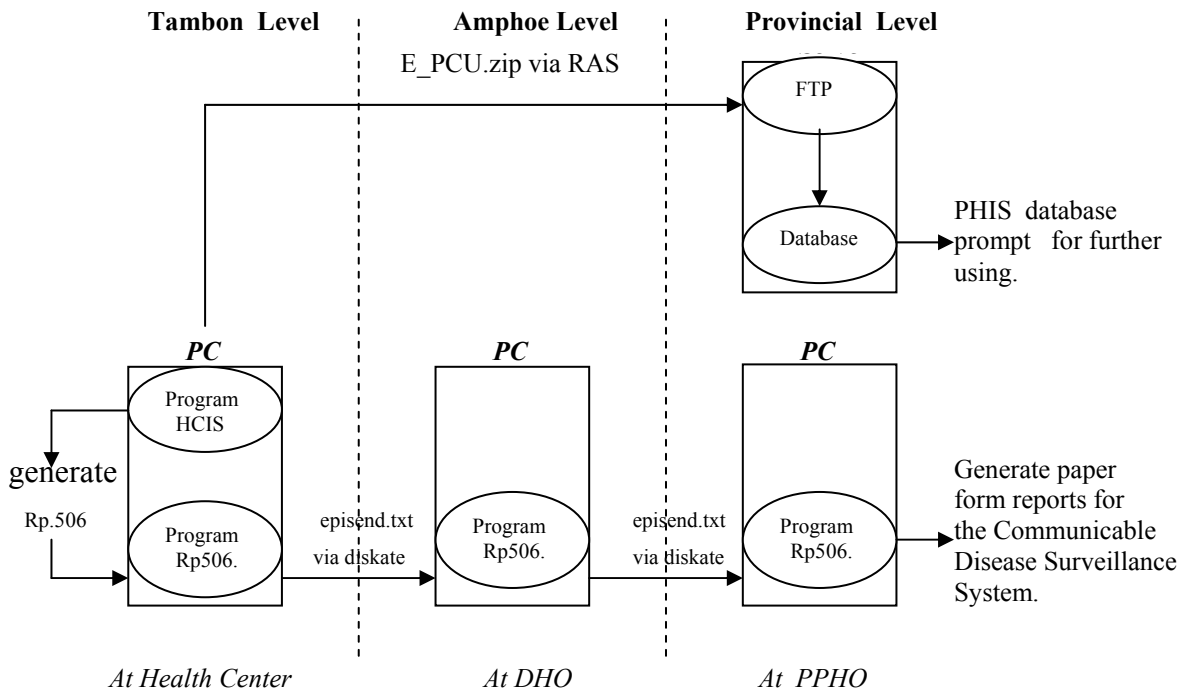 Tambon Level
Amphoe Level
Provincial Level
E_PCU.zip via RAS
FTP
Database
PHIS database
prompt for further
using.
PC
PC
PC
Program
HCIS
generate
Rp.506
Program
Rp506.
episend.txt
via diskate
Program
Rp506.
episend.txt
via diskate
Program
Rp506.
Generate paper
form reports for
the Communicable
Disease Surveillance
System.
At Health Center
At DHO
At PPHO